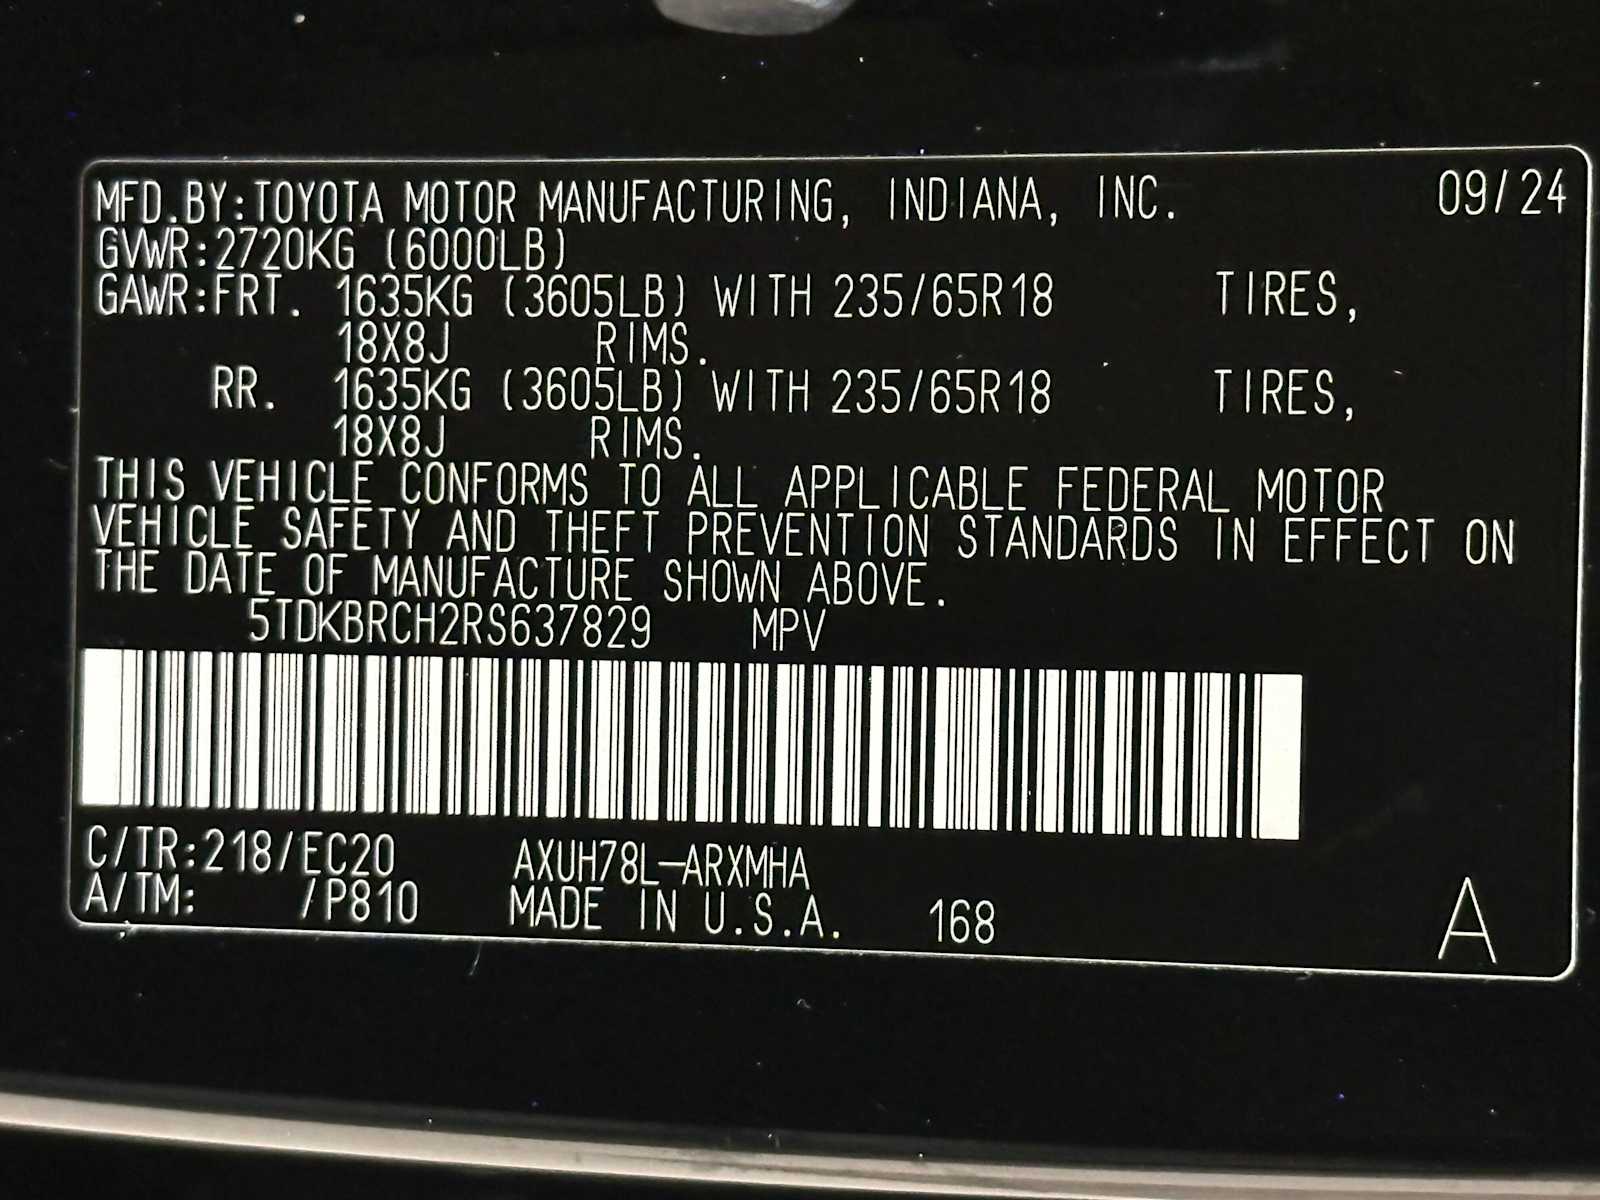 MFD.BY:TOYOTA MOTOR MANUFACTURING, INDIANA, INC. 09/24
GVWR:2720KG (6000LB)
GAWR:FRT. 1635KG (3605LB) WITH 235/65R18 TIRES,
18X8J RIMS.
RR. 1635KG (3605LB) WITH 235/65R18 TIRES,
18X8J RIMS.
THIS VEHICLE CONFORMS TO ALL APPLICABLE FEDERAL MOTOR
VEHICLE SAFETY AND THEFT PREVENTION STANDARDS IN EFFECT ON
THE DATE OF MANUFACTURE SHOWN ABOVE.
5TDKBRCH2RS637829 MPV
C/TR:218/EC20 AXUH78L-ARXMHA
A/TM: /P810 MADE IN U.S.A. 168 A